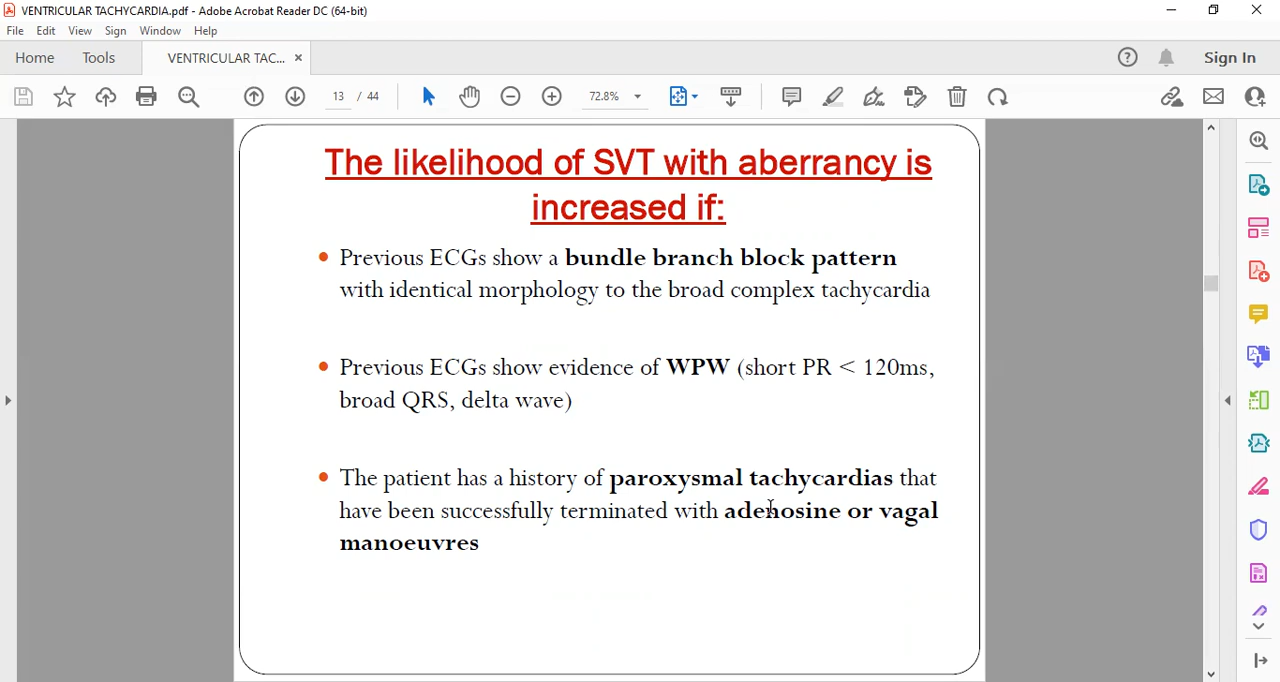 VENTRICULAR TACHYCARDIA.pdf - Adobe Acrobat Reader DC (64-bit)
File Edit View Sign Window Help
Home Tools VENTRICULAR TAC... × Sign In
13 / 44 72.8%
The likelihood of SVT with aberrancy is
increased if:
• Previous ECGs show a bundle branch block pattern
with identical morphology to the broad complex tachycardia
• Previous ECGs show evidence of WPW (short PR < 120ms,
broad QRS, delta wave)
• The patient has a history of paroxysmal tachycardias that
have been successfully terminated with adenosine or vagal
manoeuvres